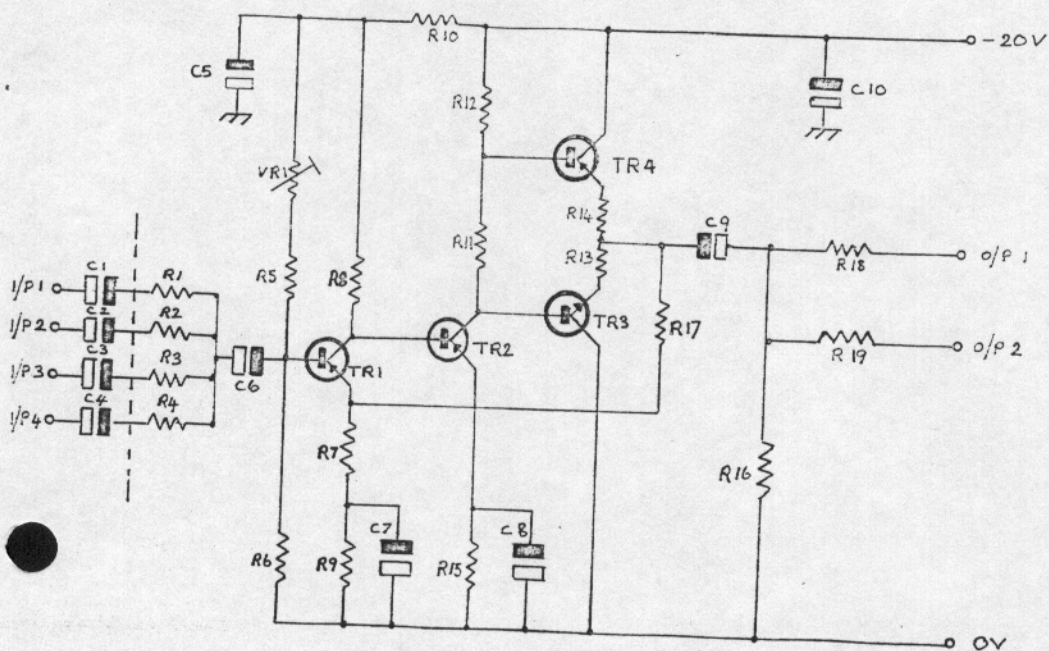 R10
-20V
C5
C10
R12
TR4
VR1
R14
C9
R11
R13
R18
O/P 1
C1
R1
R5
R8
I/P1
C2
R2
TR3
R17
I/P2
TR2
R19
O/P 2
C3
R3
TR1
I/P3
C6
C4
R4
I/P4
R7
R16
C7
C8
R6
R9
R15
0V